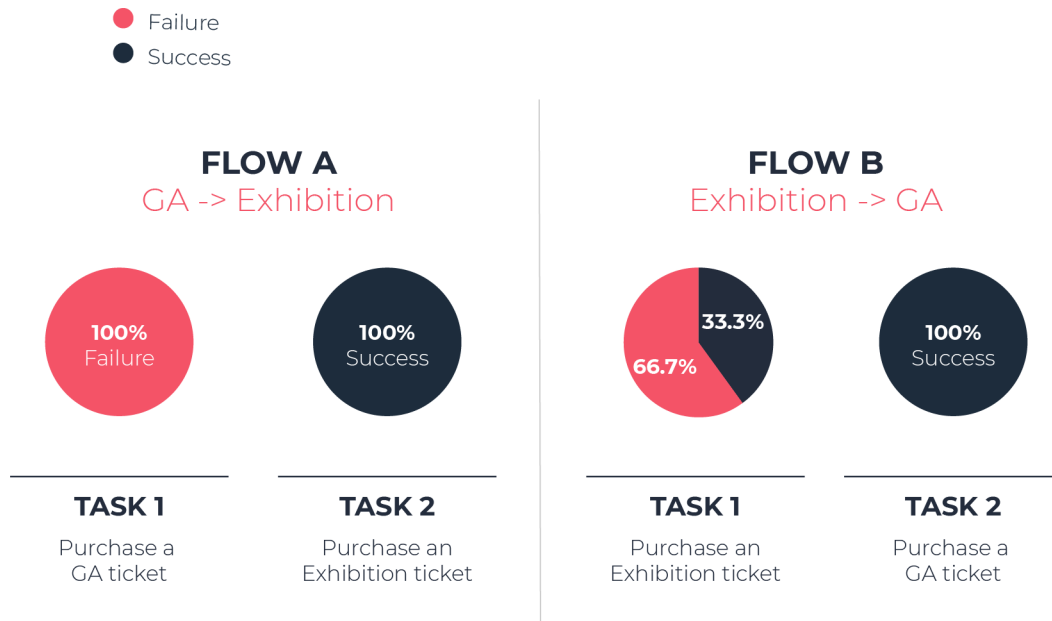 Failure
Success
FLOW A
GA -> Exhibition
100%
Failure
100%
Success
TASK 1
Purchase a
GA ticket
TASK 2
Purchase an
Exhibition ticket
FLOW B
Exhibition -> GA
33.3%
66.7%
100%
Success
TASK 1
Purchase an
Exhibition ticket
TASK 2
Purchase a
GA ticket